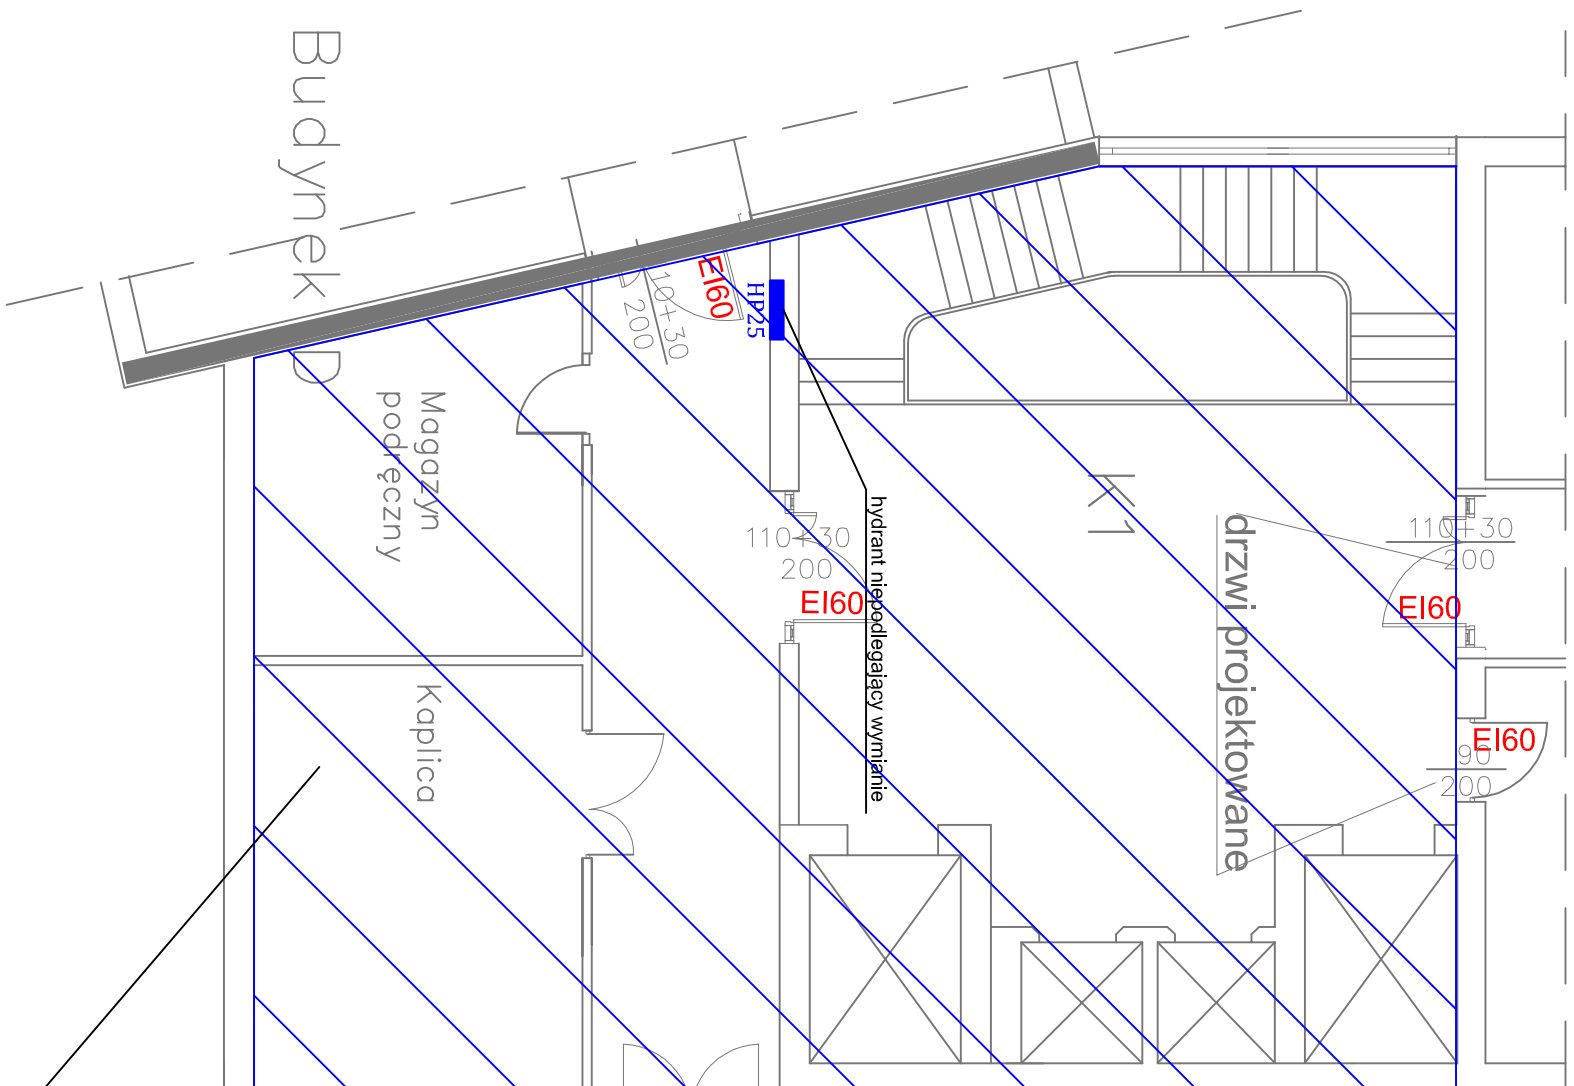 Budynek D
Magazyn
podręczny
Kaplica
EI60
110+30
200
HP25
hydrant niepodlegający wymianie
110+30
200
EI60
K1
drzwi projektowane
110+30
200
EI60
EI60
90
200